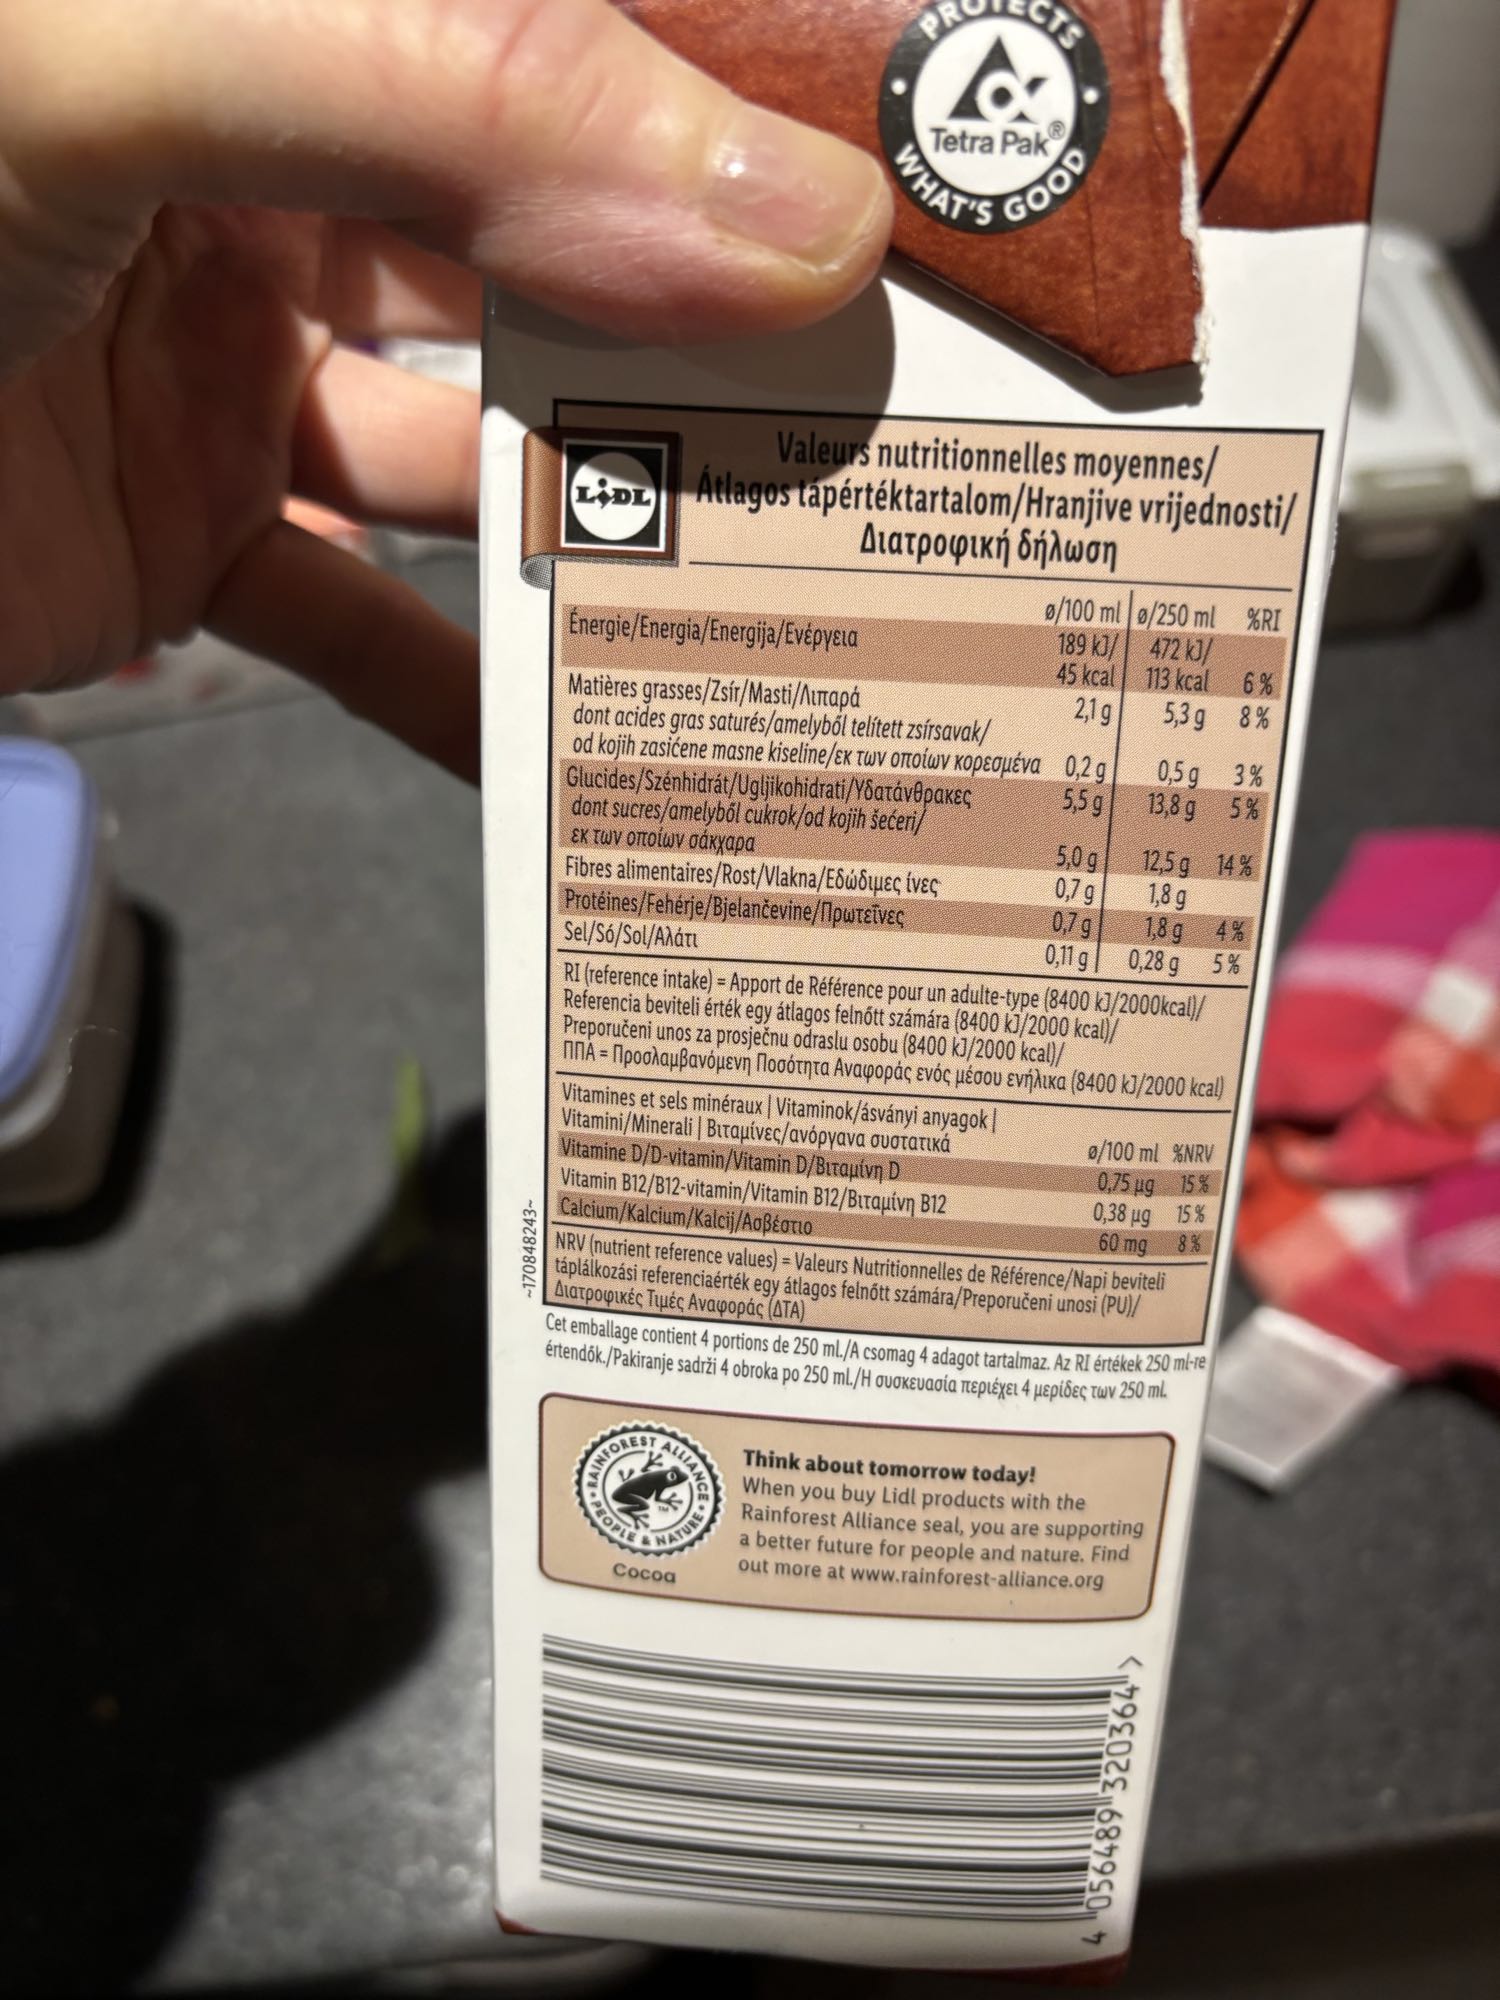 PROTECTS
Tetra Pak®
WHAT'S GOOD
LIDL
Valeurs nutritionnelles moyennes/
Átlagos tápértéktartalom/Hranjive vrijednosti/
Διατροφική δήλωση
ø/100 ml ø/250 ml %RI
Énergie/Energia/Energija/Ενέργεια 189 kJ/ 472 kJ/
45 kcal 113 kcal 6 %
Matières grasses/Zsír/Masti/Λιπαρά 2,1 g 5,3 g 8 %
dont acides gras saturés/amelyből telített zsírsavak/
od kojih zasićene masne kiseline/εκ των οποίων κορεσμένα 0,2 g 0,5 g 3 %
Glucides/Szénhidrát/Ugljikohidrati/Υδατάνθρακες 5,5 g 13,8 g 5 %
dont sucres/amelyből cukrok/od kojih šećeri/
εκ των οποίων σάκχαρα 5,0 g 12,5 g 14 %
Fibres alimentaires/Rost/Vlakna/Εδώδιμες ίνες 0,7 g 1,8 g
Protéines/Fehérje/Bjelančevine/Πρωτεΐνες 0,7 g 1,8 g 4 %
Sel/Só/Sol/Αλάτι 0,11 g 0,28 g 5 %
RI (reference intake) = Apport de Référence pour un adulte-type (8400 kJ/2000kcal)/
Referencia beviteli érték egy átlagos felnőtt számára (8400 kJ/2000 kcal)/
Preporučeni unos za prosječnu odraslu osobu (8400 kJ/2000 kcal)/
ΠΠΑ = Προσλαμβανόμενη Ποσότητα Αναφοράς ενός μέσου ενήλικα (8400 kJ/2000 kcal)
Vitamines et sels minéraux | Vitaminok/ásványi anyagok |
Vitamini/Minerali | Βιταμίνες/ανόργανα συστατικά ø/100 ml %NRV
Vitamine D/D-vitamin/Vitamin D/Βιταμίνη D 0,75 µg 15 %
Vitamin B12/B12-vitamin/Vitamin B12/Βιταμίνη B12 0,38 µg 15 %
Calcium/Kalcium/Kalcij/Ασβέστιο 60 mg 8 %
NRV (nutrient reference values) = Valeurs Nutritionnelles de Référence/Napi beviteli
táplálkozási referenciaérték egy átlagos felnőtt számára/Preporučeni unosi (PU)/
Διατροφικές Τιμές Αναφοράς (ΔΤΑ)
~170848243~
Cet emballage contient 4 portions de 250 ml./A csomag 4 adagot tartalmaz. Az RI értékek 250 ml-re
értendők./Pakiranje sadrži 4 obroka po 250 ml./Η συσκευασία περιέχει 4 μερίδες των 250 ml.
RAINFOREST ALLIANCE
PEOPLE & NATURE
TM
Cocoa
Think about tomorrow today!
When you buy Lidl products with the
Rainforest Alliance seal, you are supporting
a better future for people and nature. Find
out more at www.rainforest-alliance.org
4 056489 320364 >